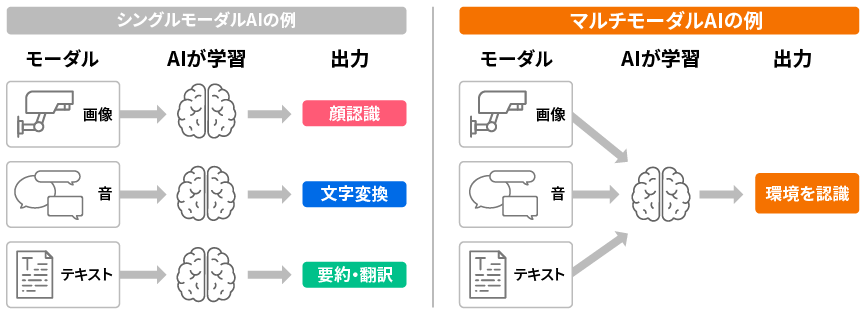 シングルモーダルAIの例
モーダル AIが学習 出力
画像 顔認識
音 文字変換
T テキスト 要約・翻訳
マルチモーダルAIの例
モーダル AIが学習 出力
画像
音 環境を認識
T テキスト